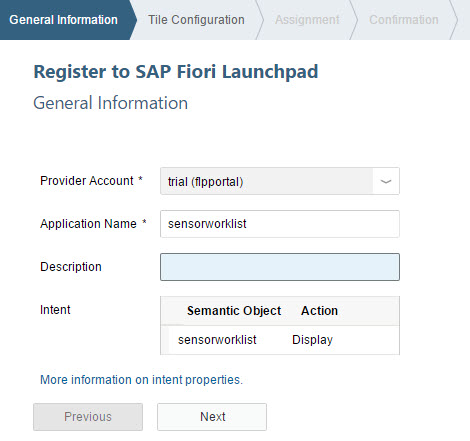 General Information Tile Configuration Assignment Confirmation
Register to SAP Fiori Launchpad
General Information
Provider Account * trial (flpportal)
Application Name * sensorworklist
Description
Intent Semantic Object Action
sensorworklist Display
More information on intent properties.
Previous Next